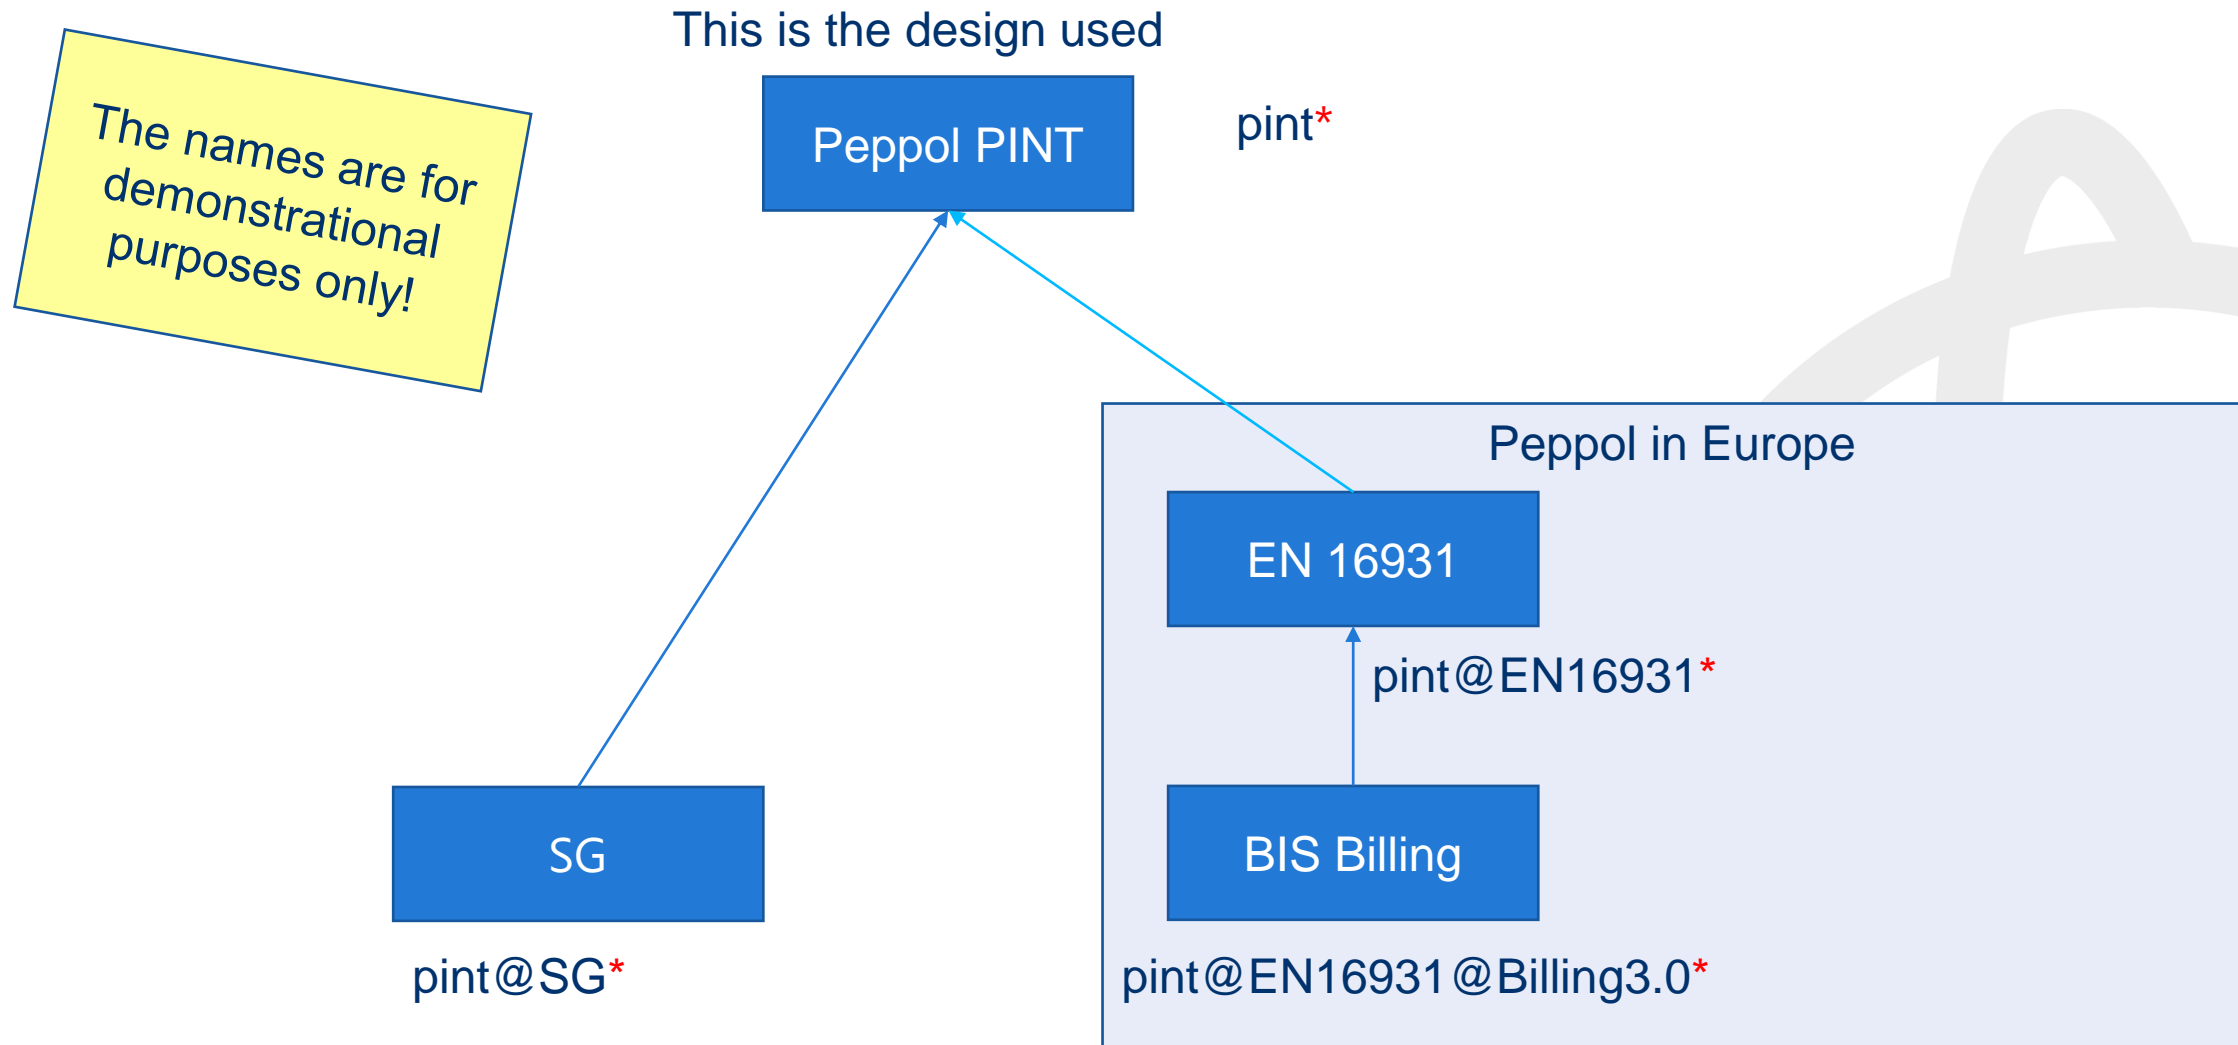 This is the design used
The names are for
demonstrational
purposes only!
Peppol PINT
pint*
Peppol in Europe
EN 16931
pint@EN16931*
SG
BIS Billing
pint@SG*
pint@EN16931@Billing3.0*